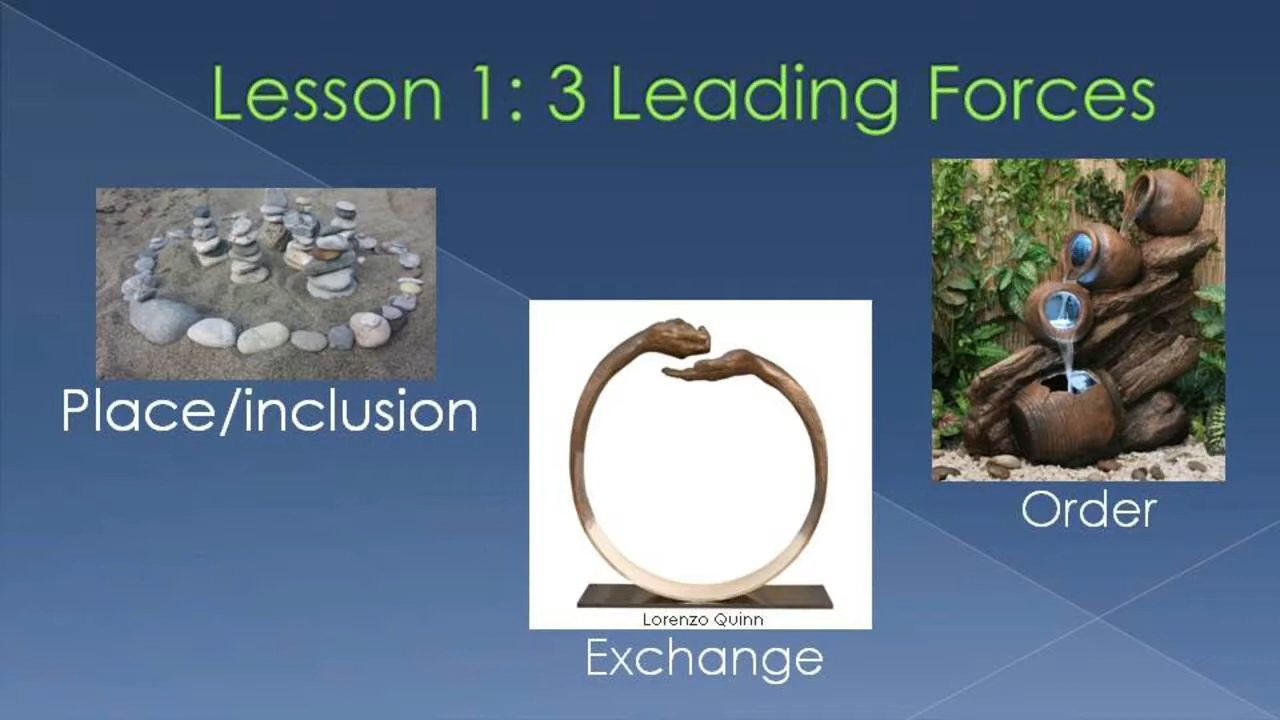 Lesson 1: 3 Leading Forces
Place/inclusion
Lorenzo Quinn
Exchange
Order